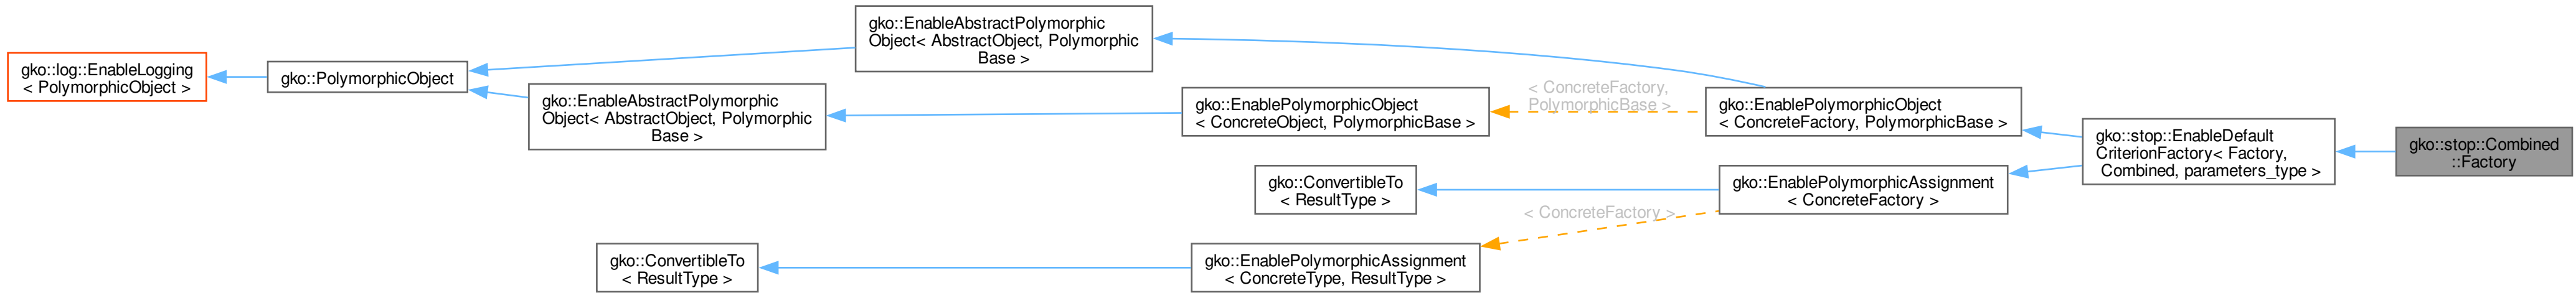 gko::log::EnableLogging
< PolymorphicObject >
gko::PolymorphicObject
gko::EnableAbstractPolymorphic
Object< AbstractObject, Polymorphic
Base >
gko::EnableAbstractPolymorphic
Object< AbstractObject, Polymorphic
Base >
gko::EnablePolymorphicObject
< ConcreteObject, PolymorphicBase >
< ConcreteFactory,
PolymorphicBase >
gko::EnablePolymorphicObject
< ConcreteFactory, PolymorphicBase >
gko::ConvertibleTo
< ResultType >
gko::EnablePolymorphicAssignment
< ConcreteFactory >
< ConcreteFactory >
gko::ConvertibleTo
< ResultType >
gko::EnablePolymorphicAssignment
< ConcreteType, ResultType >
gko::stop::EnableDefault
CriterionFactory< Factory,
Combined, parameters_type >
gko::stop::Combined
::Factory